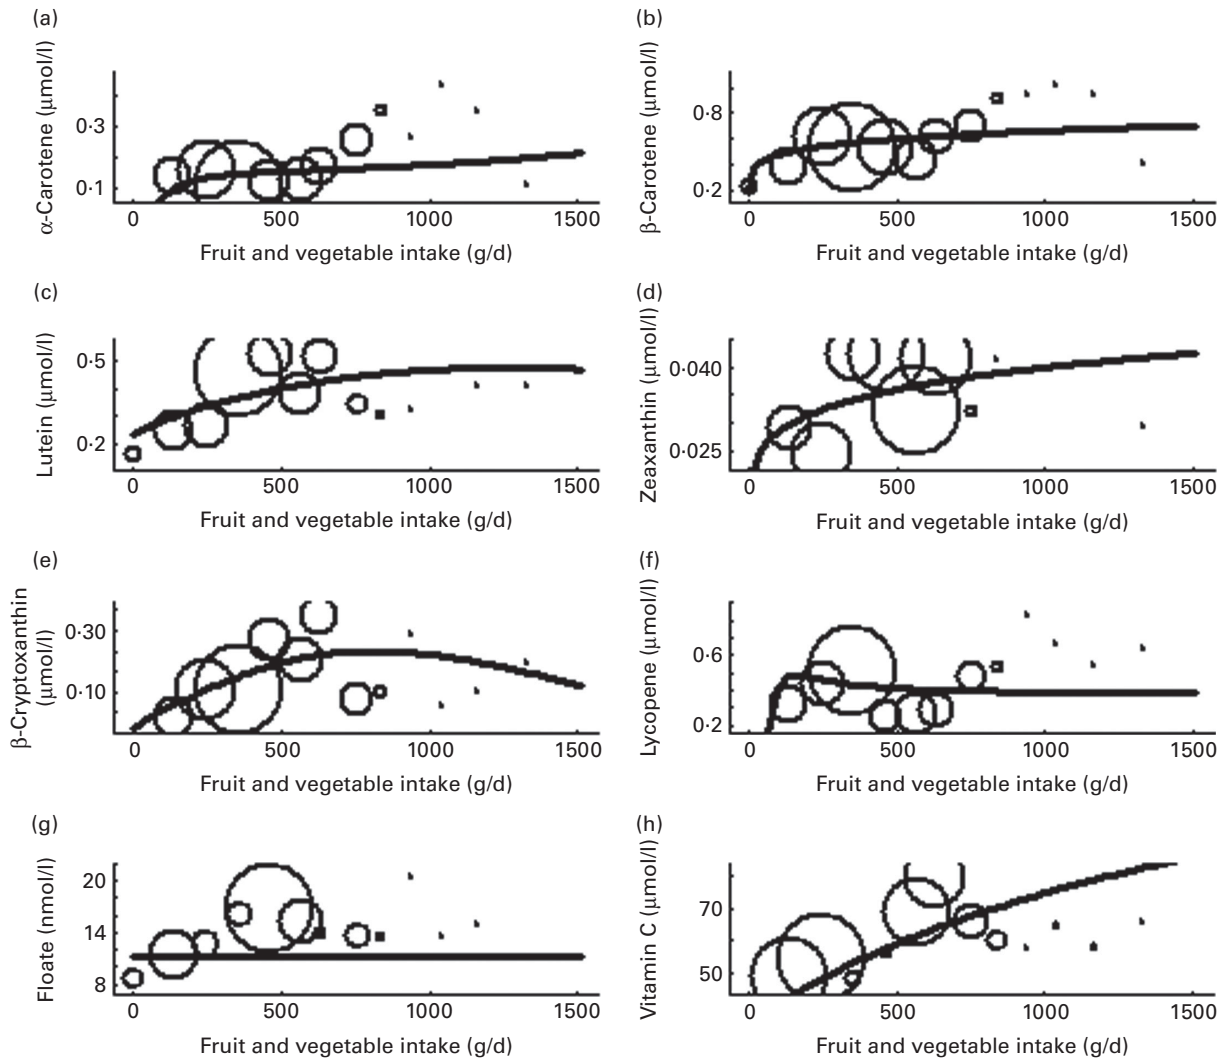 (a)
α-Carotene (μmol/l)
0·3
0·1
0
500
1000
1500
Fruit and vegetable intake (g/d)
(b)
β-Carotene (μmol/l)
0·8
0·2
0
500
1000
1500
Fruit and vegetable intake (g/d)
(c)
Lutein (μmol/l)
0·5
0·2
0
500
1000
1500
Fruit and vegetable intake (g/d)
(d)
Zeaxanthin (μmol/l)
0·040
0·025
0
500
1000
1500
Fruit and vegetable intake (g/d)
(e)
β-Cryptoxanthin
(μmol/l)
0·30
0·10
0
500
1000
1500
Fruit and vegetable intake (g/d)
(f)
Lycopene (μmol/l)
0·6
0·2
0
500
1000
1500
Fruit and vegetable intake (g/d)
(g)
Floate (nmol/l)
20
14
8
0
500
1000
1500
Fruit and vegetable intake (g/d)
(h)
Vitamin C (μmol/l)
70
50
0
500
1000
1500
Fruit and vegetable intake (g/d)